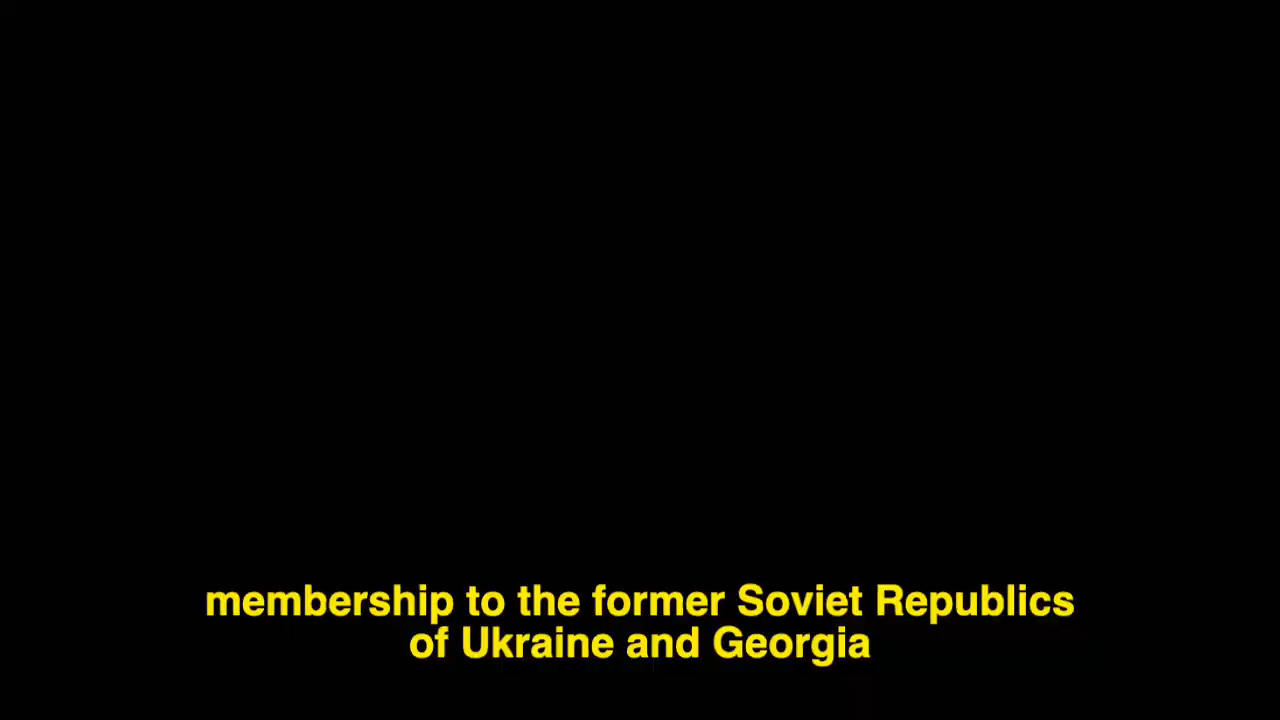 membership to the former Soviet Republics
of Ukraine and Georgia